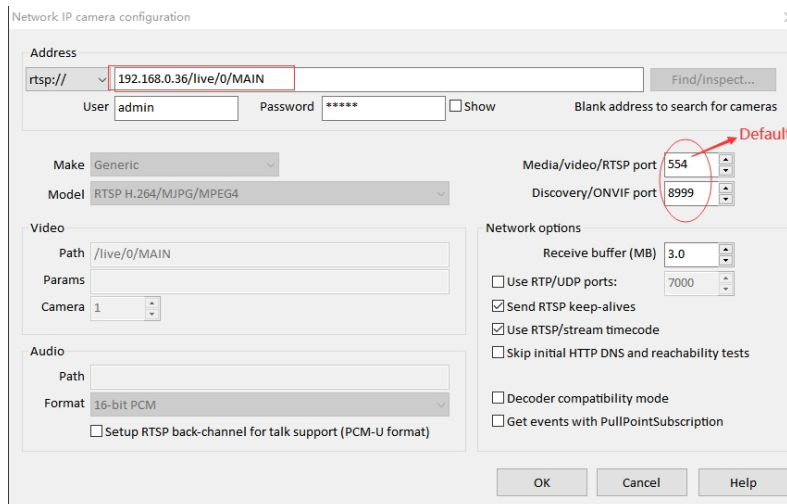 Network IP camera configuration
Address
rtsp:// 192.168.0.36/live/0/MAIN Find/inspect...
User admin Password ***** Show Blank address to search for cameras
Default
Make Generic Media/video/RTSP port 554
Model RTSP H.264/MJPG/MPEG4 Discovery/ONVIF port 8999
Video Network options
Path /live/0/MAIN Receive buffer (MB) 3.0
Params Use RTP/UDP ports: 7000
Camera 1 Send RTSP keep-alives
Use RTSP/stream timecode
Audio Skip initial HTTP DNS and reachability tests
Path
Format 16-bit PCM Decoder compatibility mode
Setup RTSP back-channel for talk support (PCM-U format) Get events with PullPointSubscription
OK Cancel Help